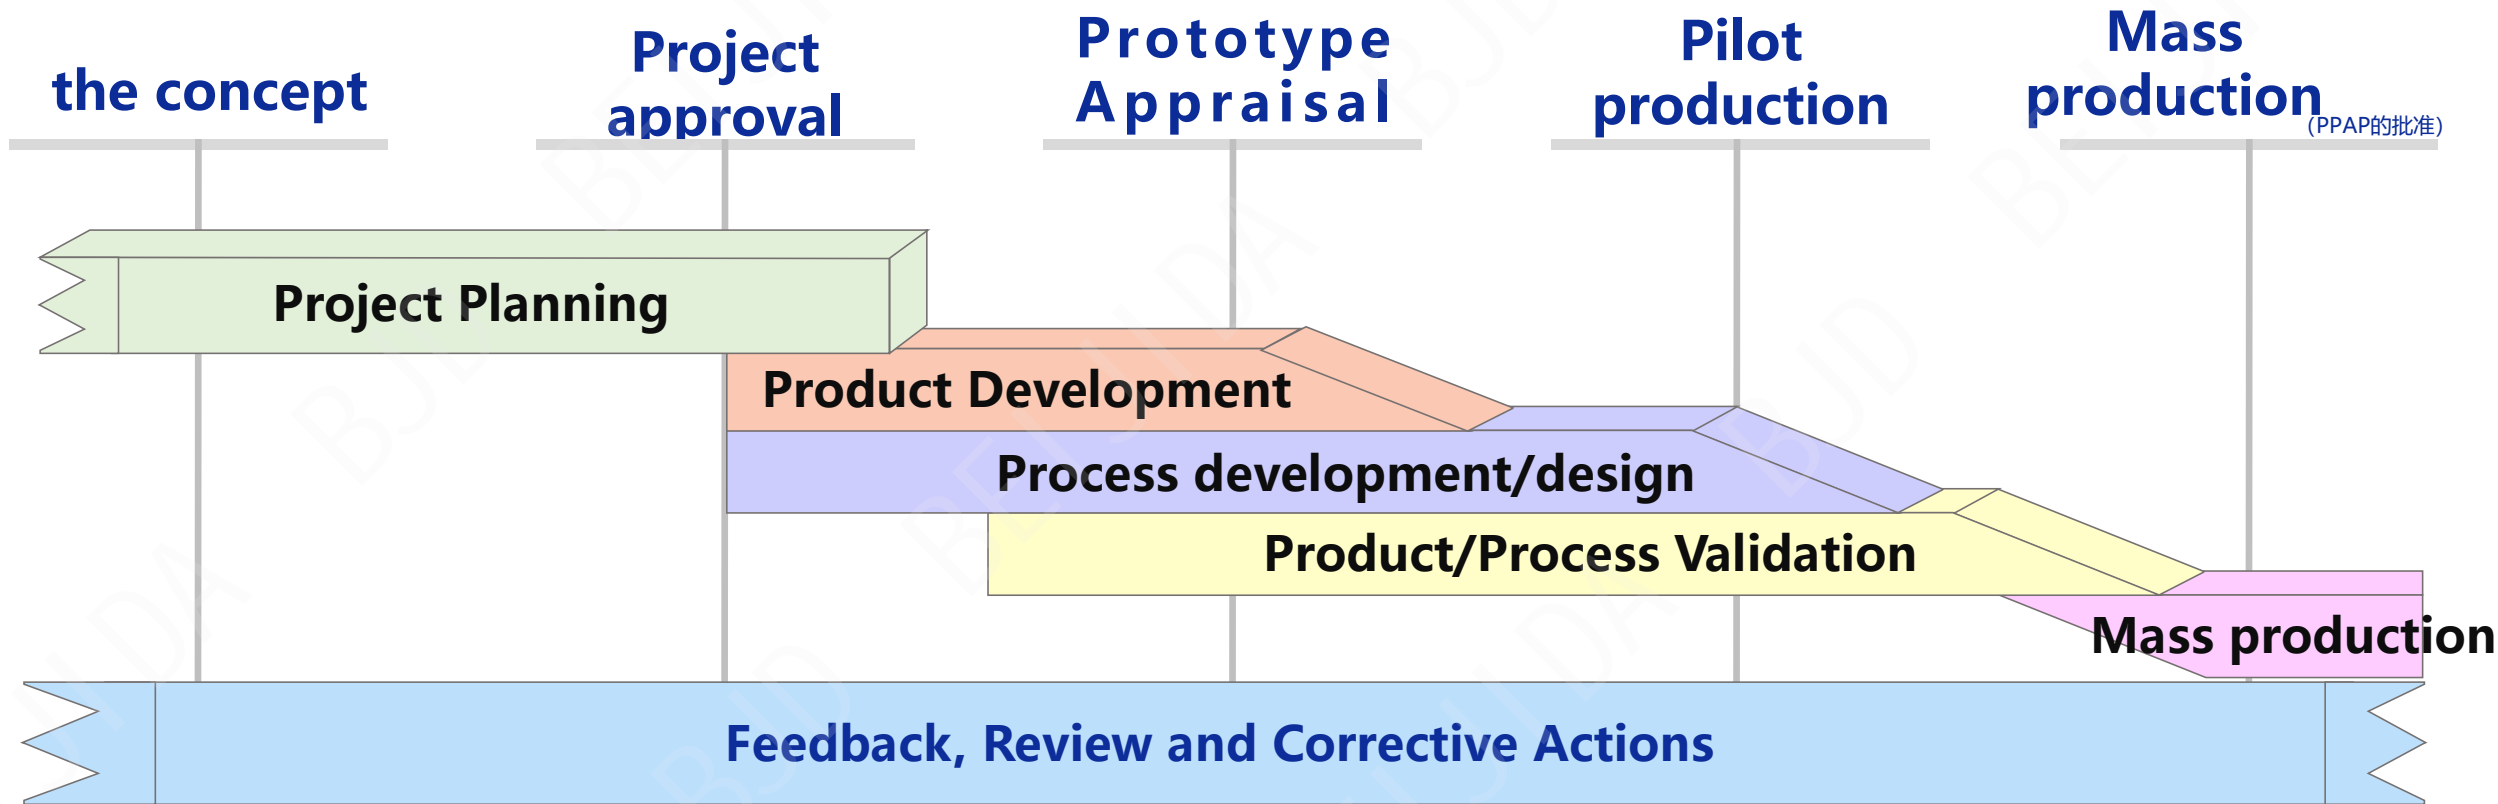 the concept
Project
approval
Prototype
Appraisal
Pilot
production
Mass
production
(PPAP的批准)
Project Planning
Product Development
Process development/design
Product/Process Validation
Mass production
Feedback, Review and Corrective Actions